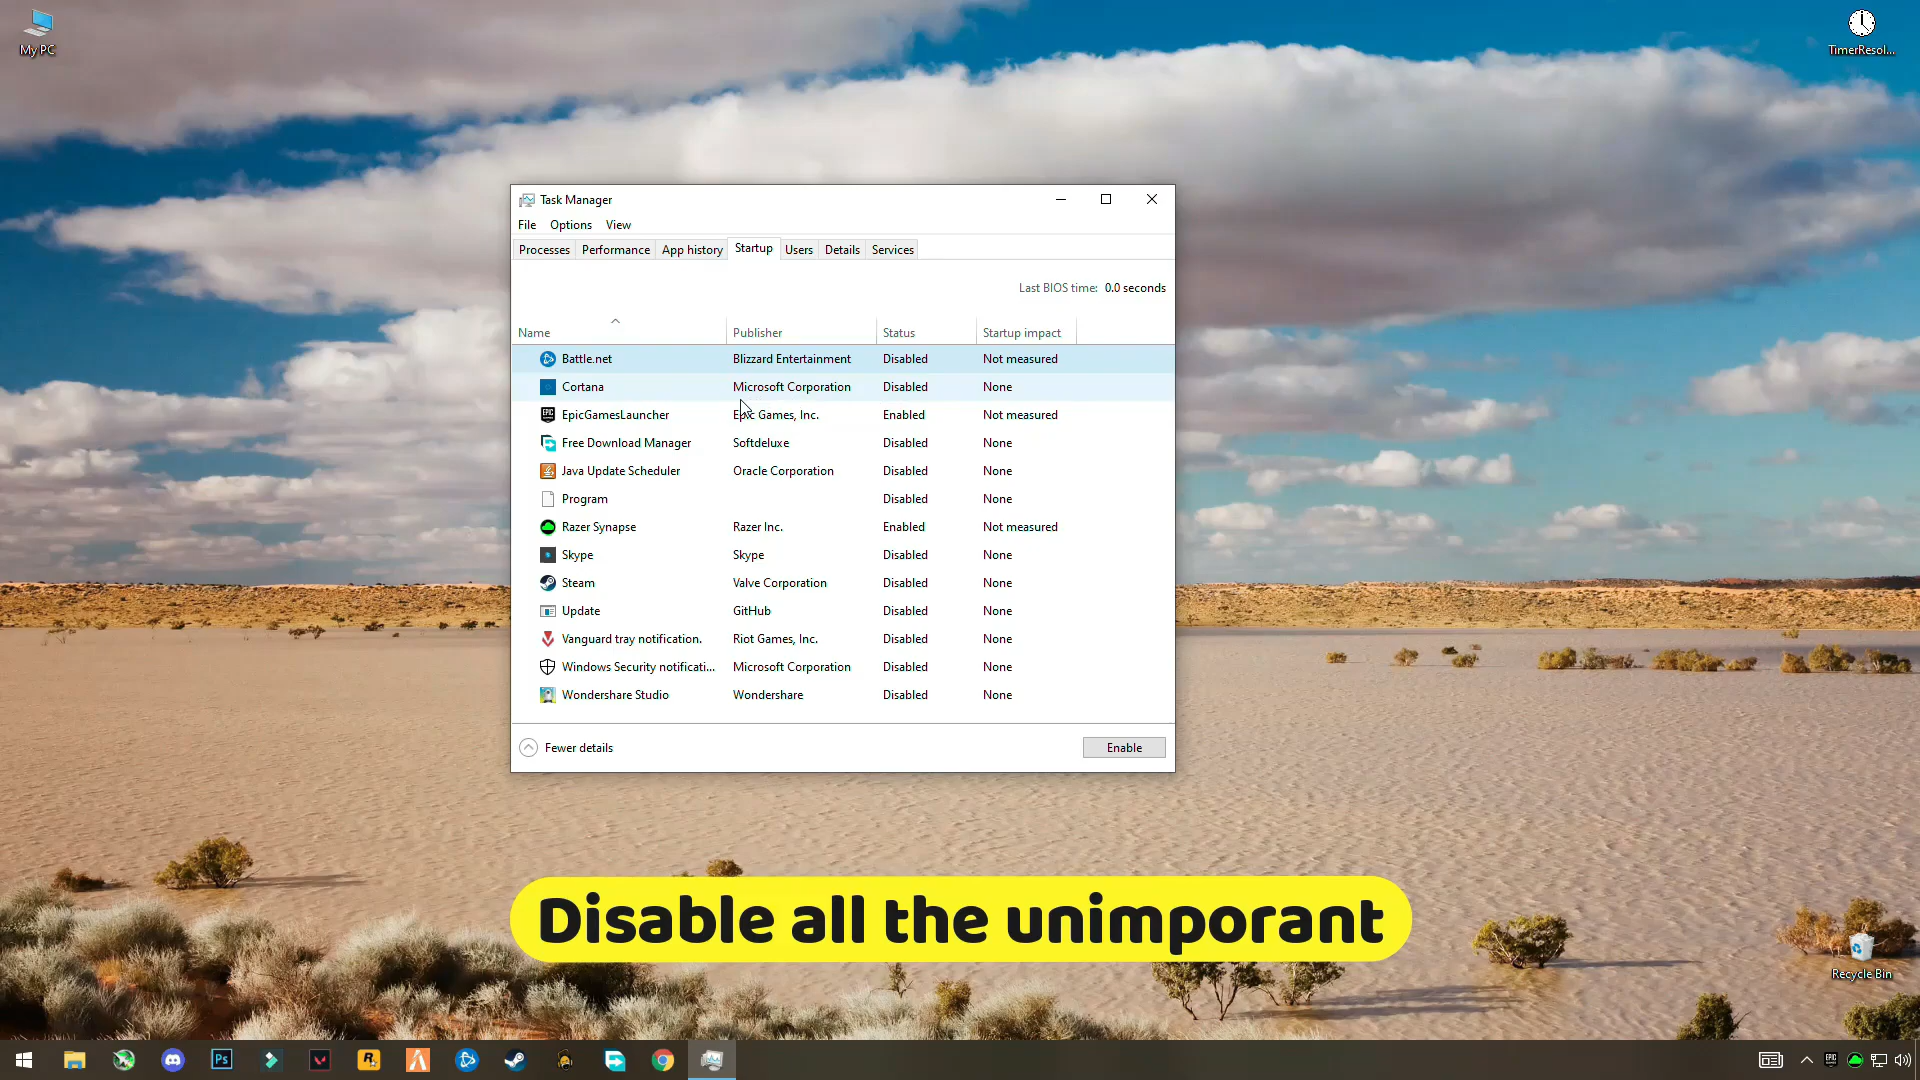 My PC
TimerResol...
Task Manager
File Options View
Processes Performance App history Startup Users Details Services
Last BIOS time: 0.0 seconds
Name Publisher Status Startup impact
Battle.net Blizzard Entertainment Disabled Not measured
Cortana Microsoft Corporation Disabled None
EpicGamesLauncher Epic Games, Inc. Enabled Not measured
Free Download Manager Softdeluxe Disabled None
Java Update Scheduler Oracle Corporation Disabled None
Program Disabled None
Razer Synapse Razer Inc. Enabled Not measured
Skype Skype Disabled None
Steam Valve Corporation Disabled None
Update GitHub Disabled None
Vanguard tray notification. Riot Games, Inc. Disabled None
Windows Security notificati... Microsoft Corporation Disabled None
Wondershare Studio Wondershare Disabled None
Fewer details Enable
Disable all the unimporant
Recycle Bin
Ps
R
EPIC